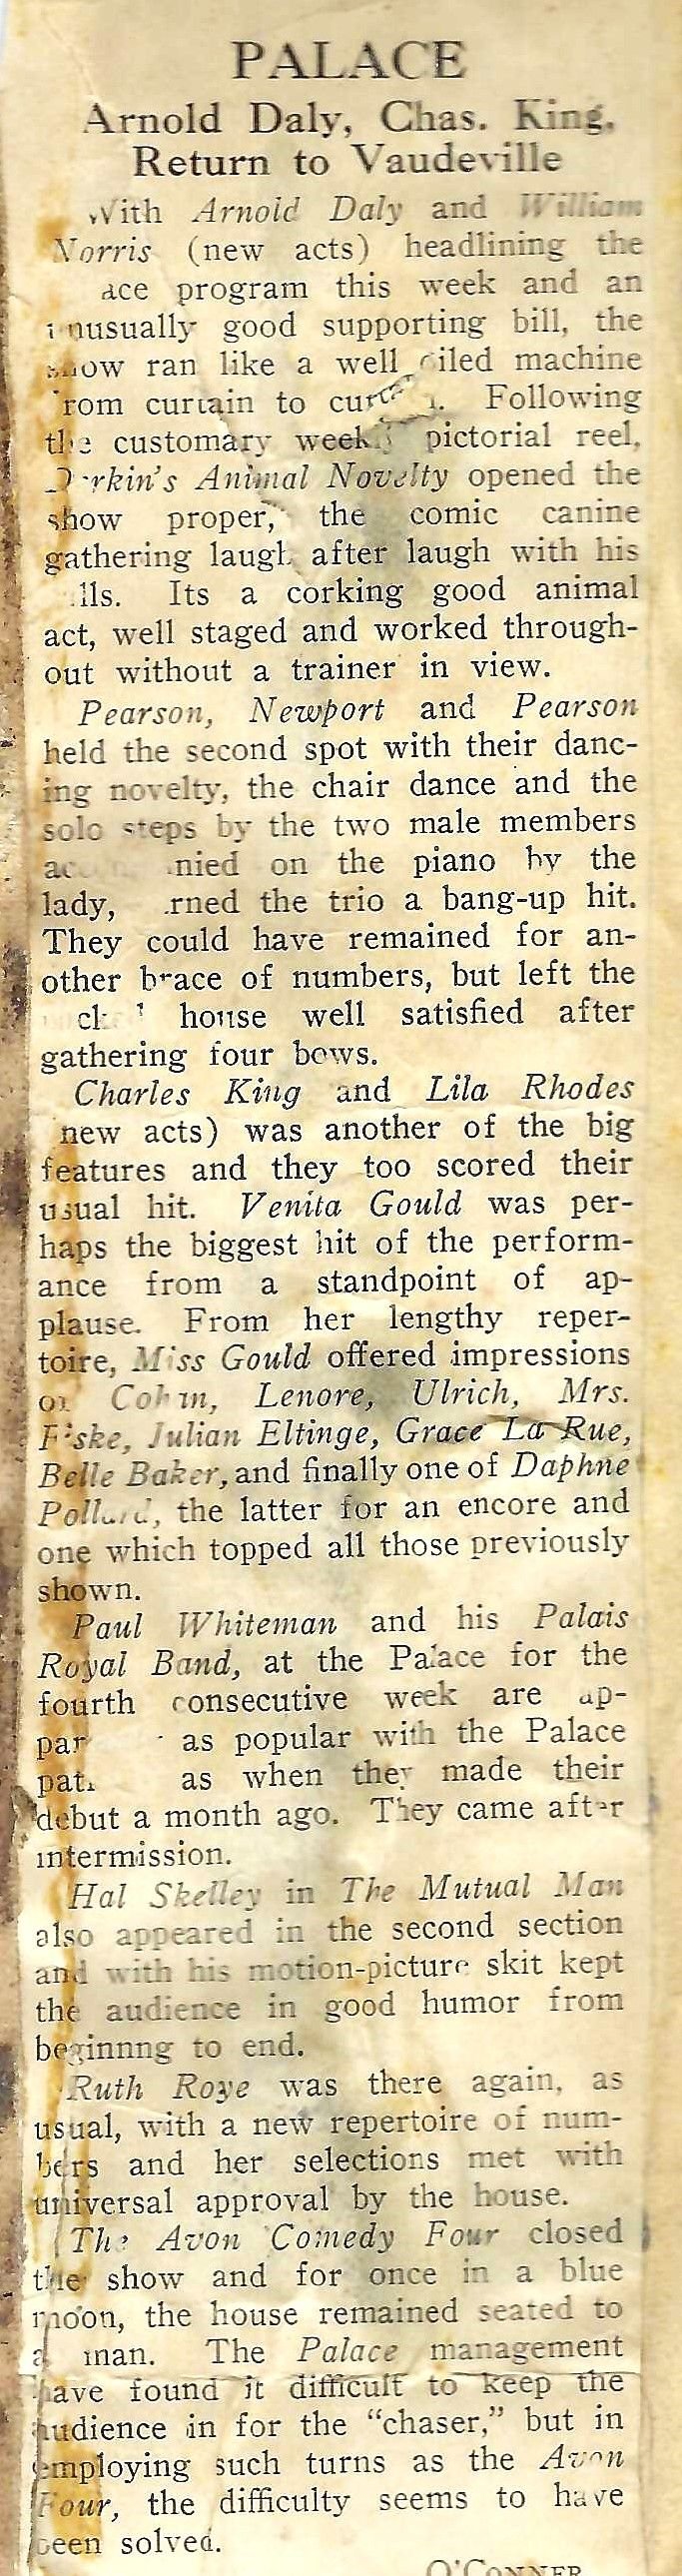 PALACE
Arnold Daly, Chas. King,
Return to Vaudeville
With Arnold Daly and William
Norris (new acts) headlining the
ace program this week and an
unusually good supporting bill, the
show ran like a well oiled machine
from curtain to curtain. Following
the customary weekly pictorial reel,
Animal Novelty opened the
show proper, the comic canine
gathering laugh after laugh with his
Its a corking good animal
act, well staged and worked through-
out without a trainer in view.
Pearson, Newport and Pearson
held the second spot with their danc-
ing novelty, the chair dance and the
solo steps by the two male members
accompanied on the piano by the
lady, earned the trio a bang-up hit.
They could have remained for an-
other brace of numbers, but left the
house well satisfied after
gathering four bows.
Charles King and Lila Rhodes
new acts) was another of the big
features and they too scored their
usual hit. Venita Gould was per-
haps the biggest hit of the perform-
ance from a standpoint of ap-
plause. From her lengthy reper-
toire, Miss Gould offered impressions
of Cohan, Lenore, Ulrich, Mrs.
Fiske, Julian Eltinge, Grace La Rue,
Belle Baker, and finally one of Daphne
Pollard, the latter for an encore and
one which topped all those previously
shown.
Paul Whiteman and his Palais
Royal Band, at the Palace for the
fourth consecutive week are ap-
par as popular with the Palace
pat as when they made their
debut a month ago. They came after
intermission.
Hal Skelley in The Mutual Man
also appeared in the second section
and with his motion-picture skit kept
the audience in good humor from
beginnng to end.
Ruth Roye was there again, as
usual, with a new repertoire of num-
bers and her selections met with
universal approval by the house.
The Avon Comedy Four closed
the show and for once in a blue
moon, the house remained seated to
a man. The Palace management
have found it difficult to keep the
audience in for the "chaser," but in
employing such turns as the Avon
Four, the difficulty seems to have
been solved.
O'CONNER